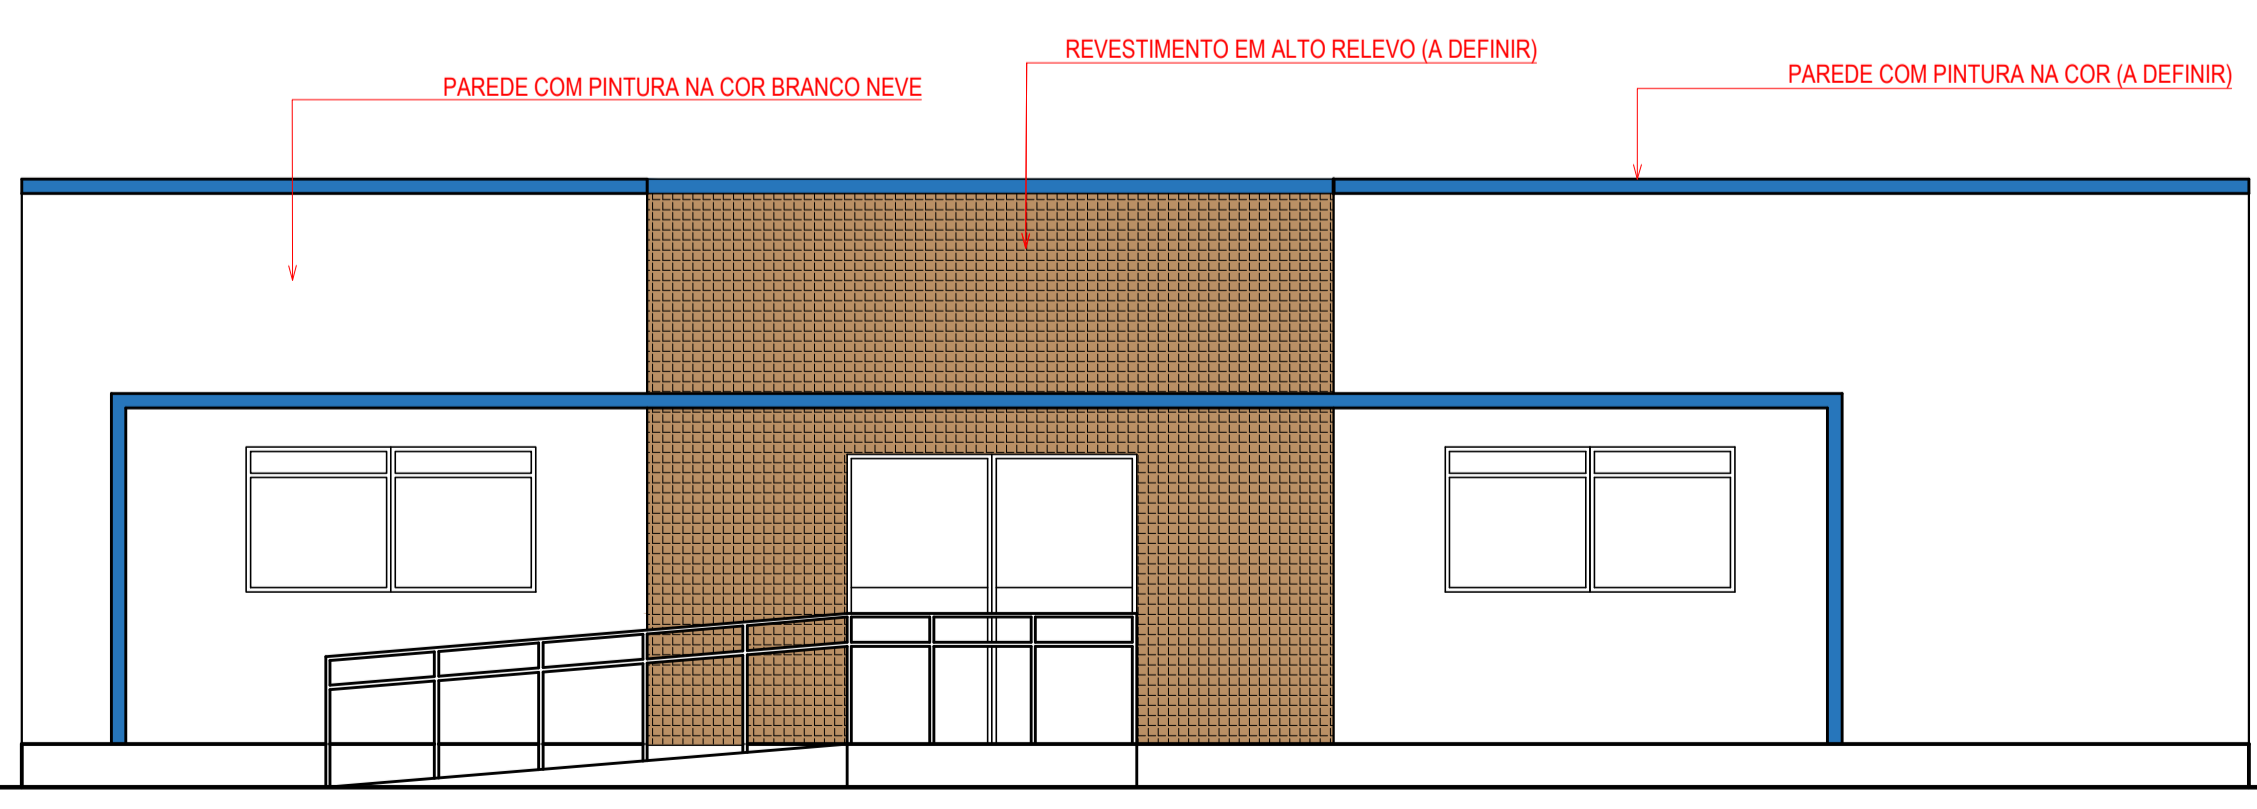 REVESTIMENTO EM ALTO RELEVO (A DEFINIR)
PAREDE COM PINTURA NA COR (A DEFINIR)
PAREDE COM PINTURA NA COR BRANCO NEVE